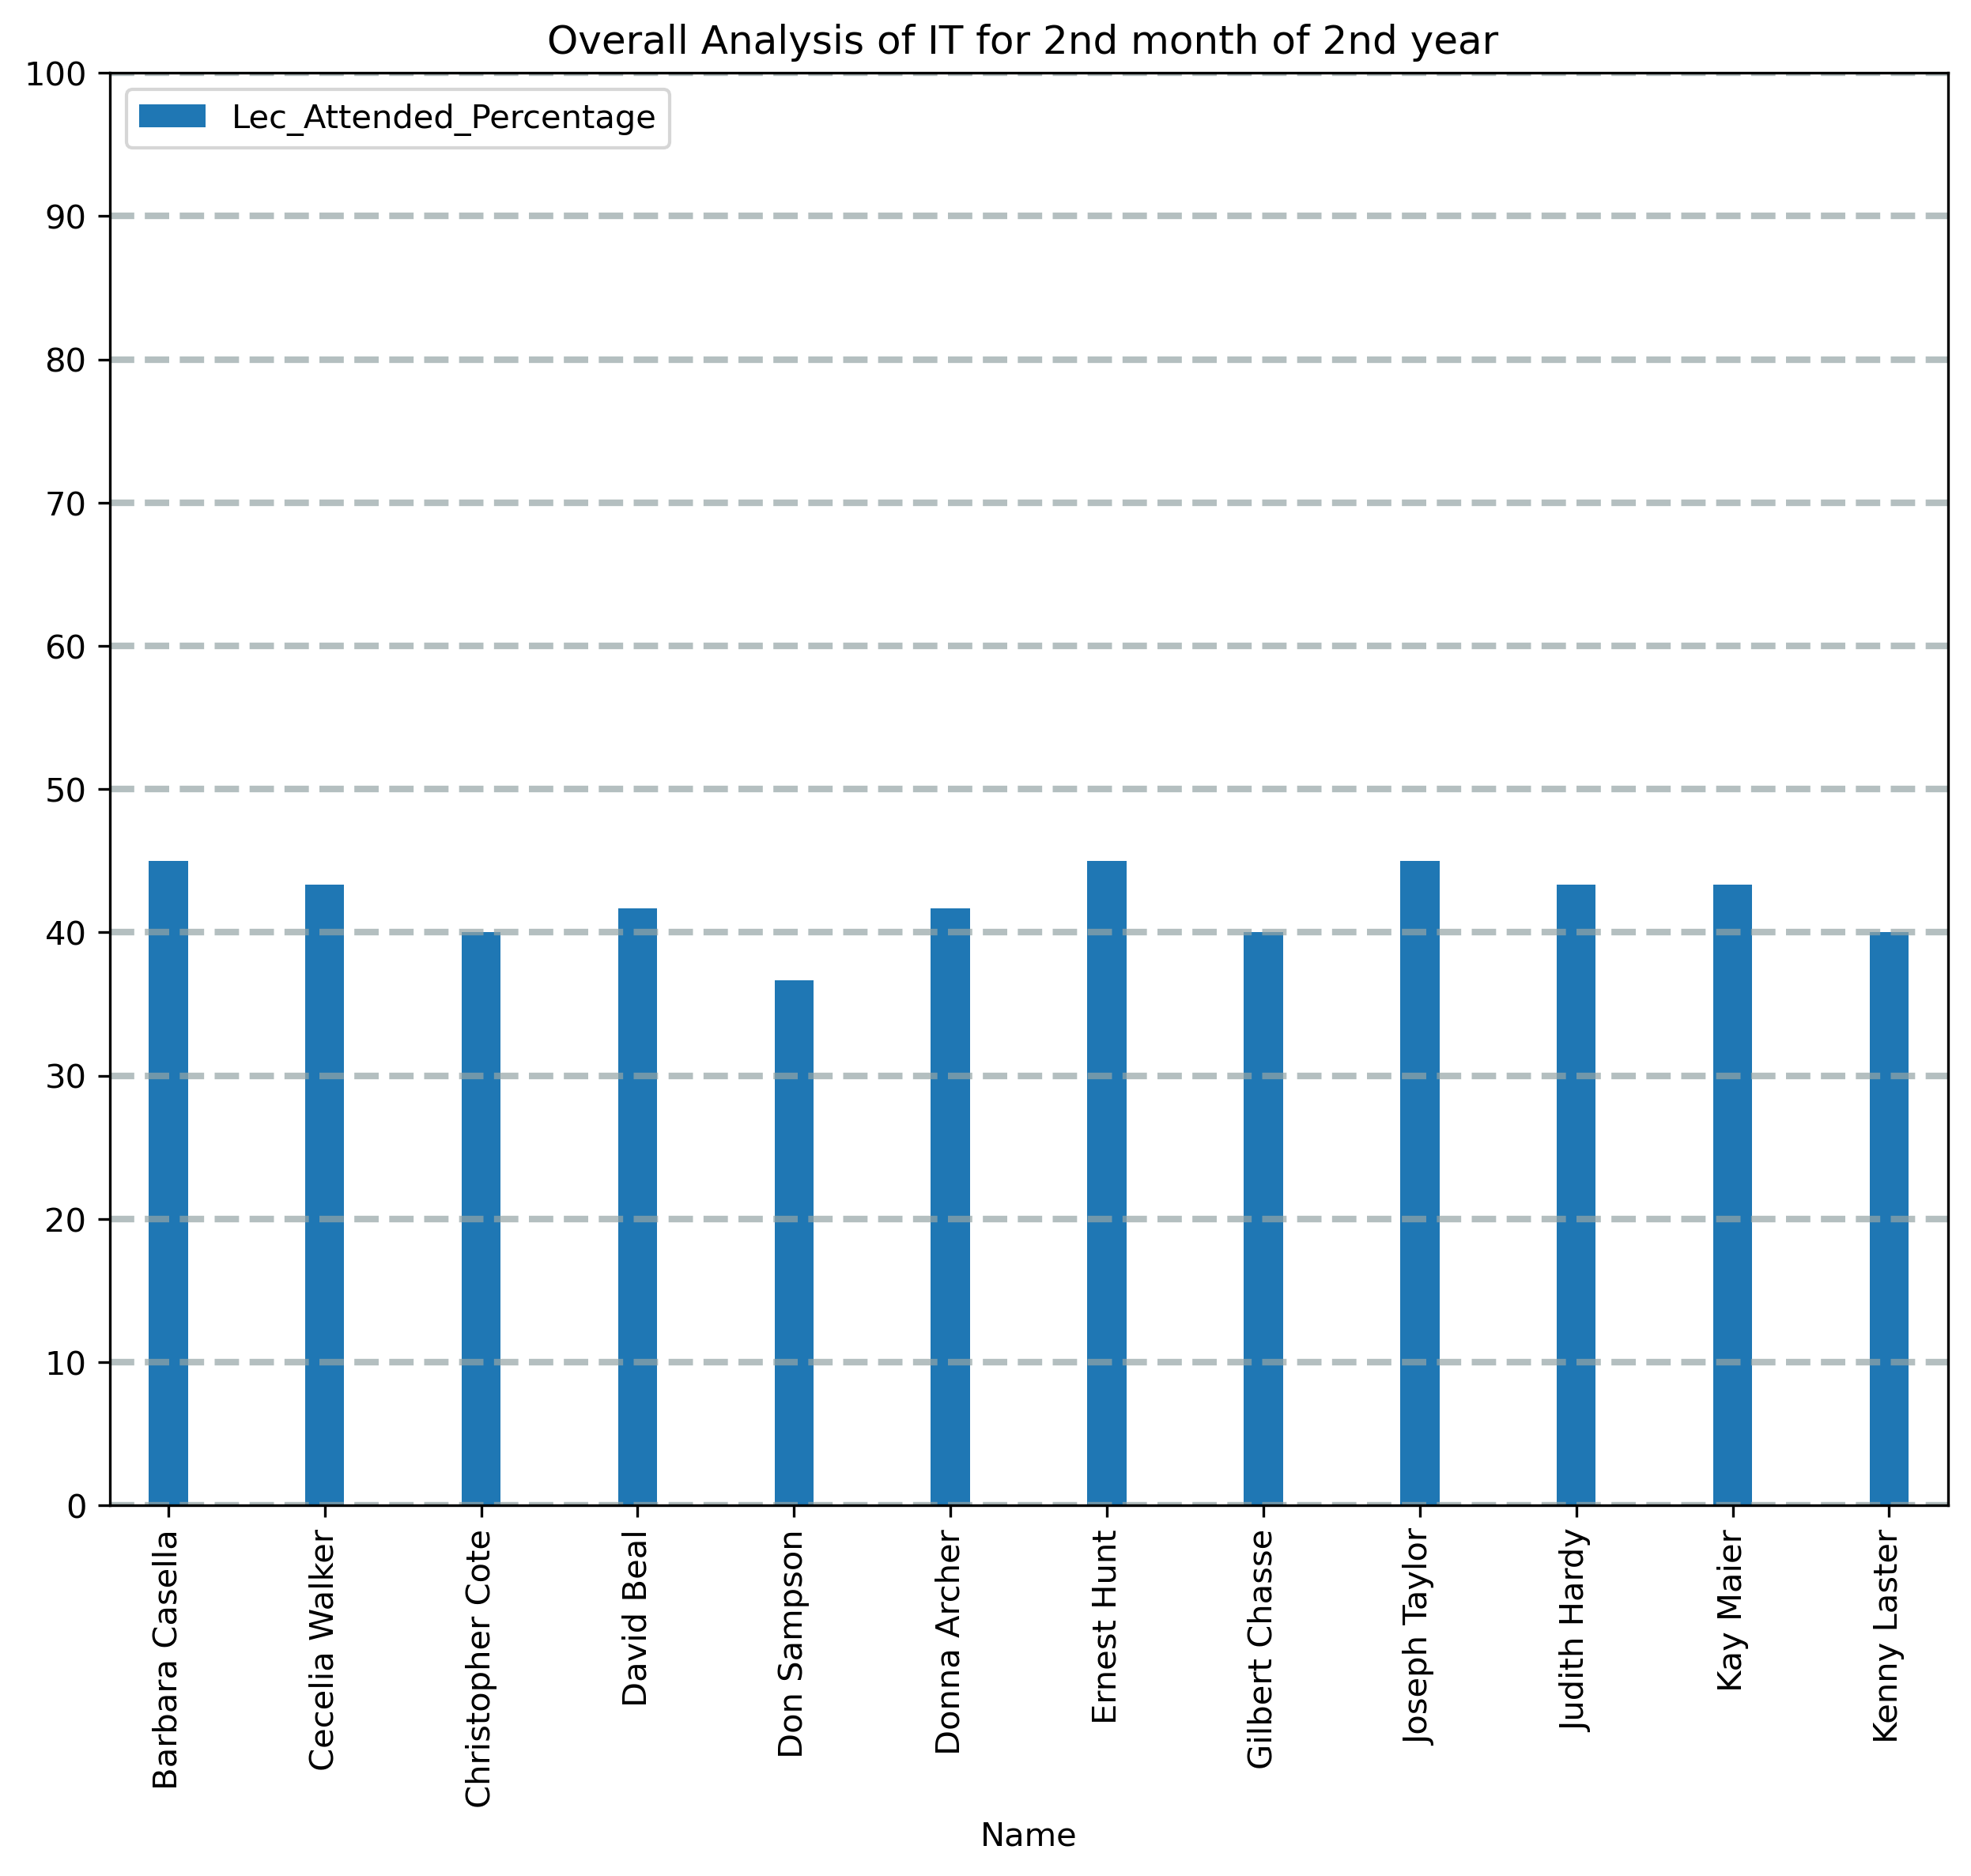 Overall Analysis of IT for 2nd month of 2nd year
Lec_Attended_Percentage
100
90
80
70
60
50
40
30
20
10
0
Barbara Casella
Cecelia Walker
Christopher Cote
David Beal
Don Sampson
Donna Archer
Ernest Hunt
Gilbert Chasse
Joseph Taylor
Judith Hardy
Kay Maier
Kenny Laster
Name